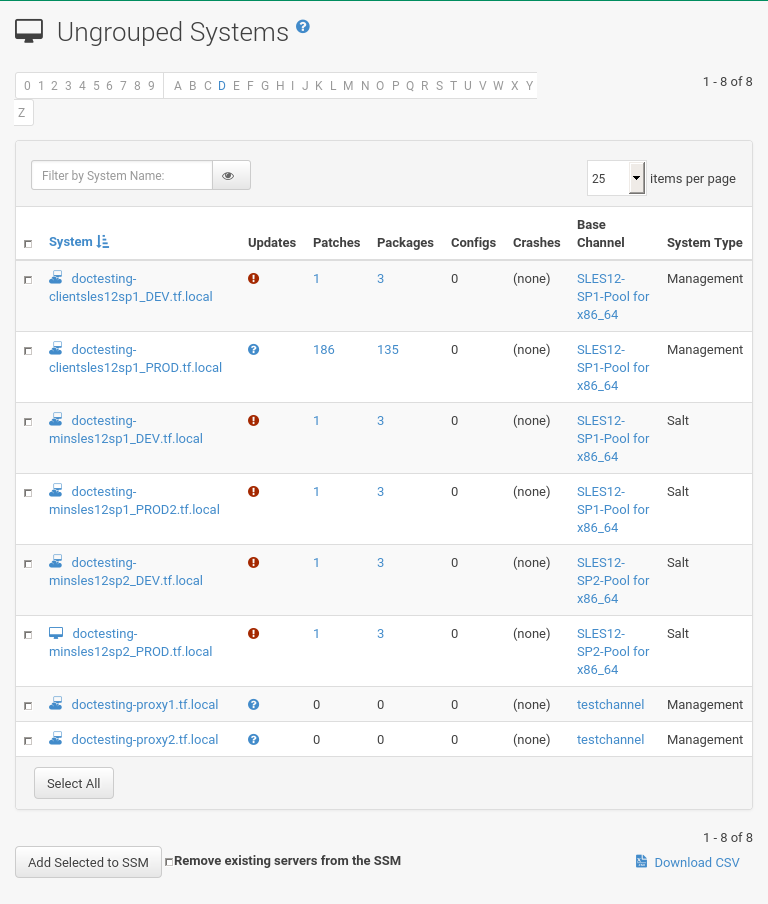 Ungrouped Systems
0 1 2 3 4 5 6 7 8 9 A B C D E F G H I J K L M N O P Q R S T U V W X Y
1 - 8 of 8
Z
Filter by System Name:
25 items per page
System Updates Patches Packages Configs Crashes Base Channel System Type
doctesting-
clientsles12sp1_DEV.tf.local
1 3 0 (none)
SLES12-
SP1-Pool for
x86_64
Management
doctesting-
clientsles12sp1_PROD.tf.local
186 135 0 (none)
SLES12-
SP1-Pool for
x86_64
Management
doctesting-
minsles12sp1_DEV.tf.local
1 3 0 (none)
SLES12-
SP1-Pool for
x86_64
Salt
doctesting-
minsles12sp1_PROD2.tf.local
1 3 0 (none)
SLES12-
SP1-Pool for
x86_64
Salt
doctesting-
minsles12sp2_DEV.tf.local
1 3 0 (none)
SLES12-
SP2-Pool for
x86_64
Salt
doctesting-
minsles12sp2_PROD.tf.local
1 3 0 (none)
SLES12-
SP2-Pool for
x86_64
Salt
doctesting-proxy1.tf.local 0 0 0 (none) testchannel Management
doctesting-proxy2.tf.local 0 0 0 (none) testchannel Management
Select All
1 - 8 of 8
Add Selected to SSM Remove existing servers from the SSM Download CSV